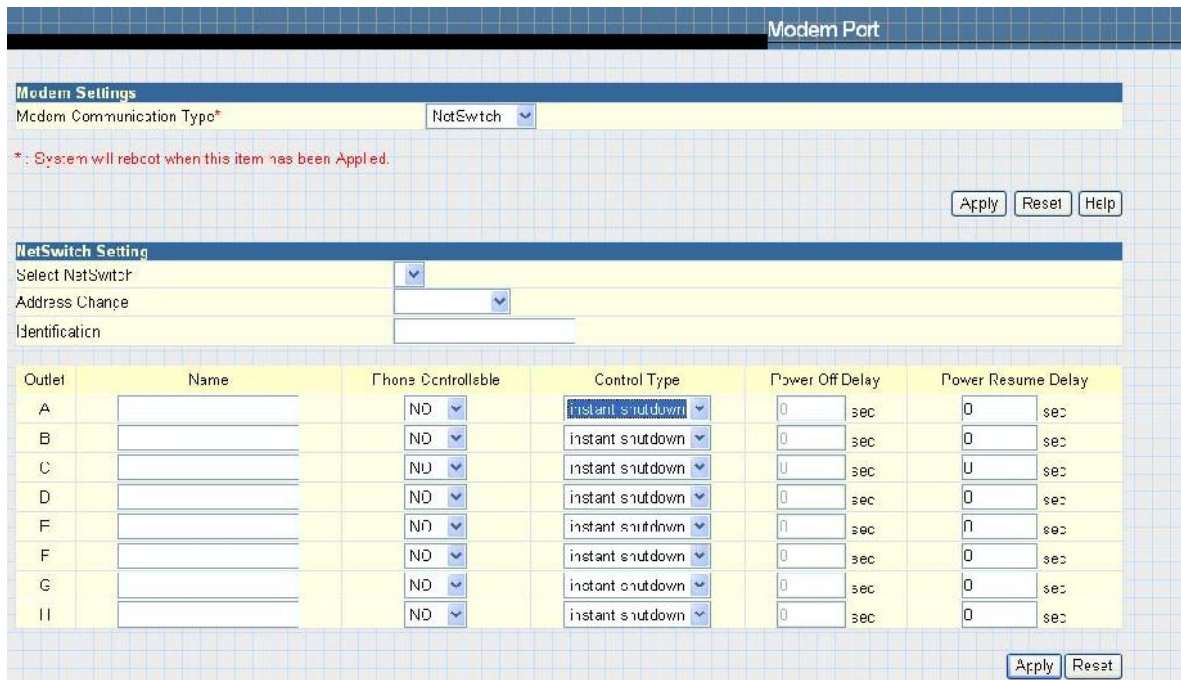 Modem Port
Modem Settings
Modem Communication Type* NetSwitch
* : System will reboot when this item has been Applied.
Apply Reset Help
NetSwitch Setting
Select NetSwitch
Address Change
Identification
Outlet Name Phone Controllable Control Type Power Off Delay Power Resume Delay
A NO instant shutdown 0 sec 0 sec
B NO instant shutdown 0 sec 0 sec
C NO instant shutdown 0 sec 0 sec
D NO instant shutdown 0 sec 0 sec
E NO instant shutdown 0 sec 0 sec
F NO instant shutdown 0 sec 0 sec
G NO instant shutdown 0 sec 0 sec
H NO instant shutdown 0 sec 0 sec
Apply Reset